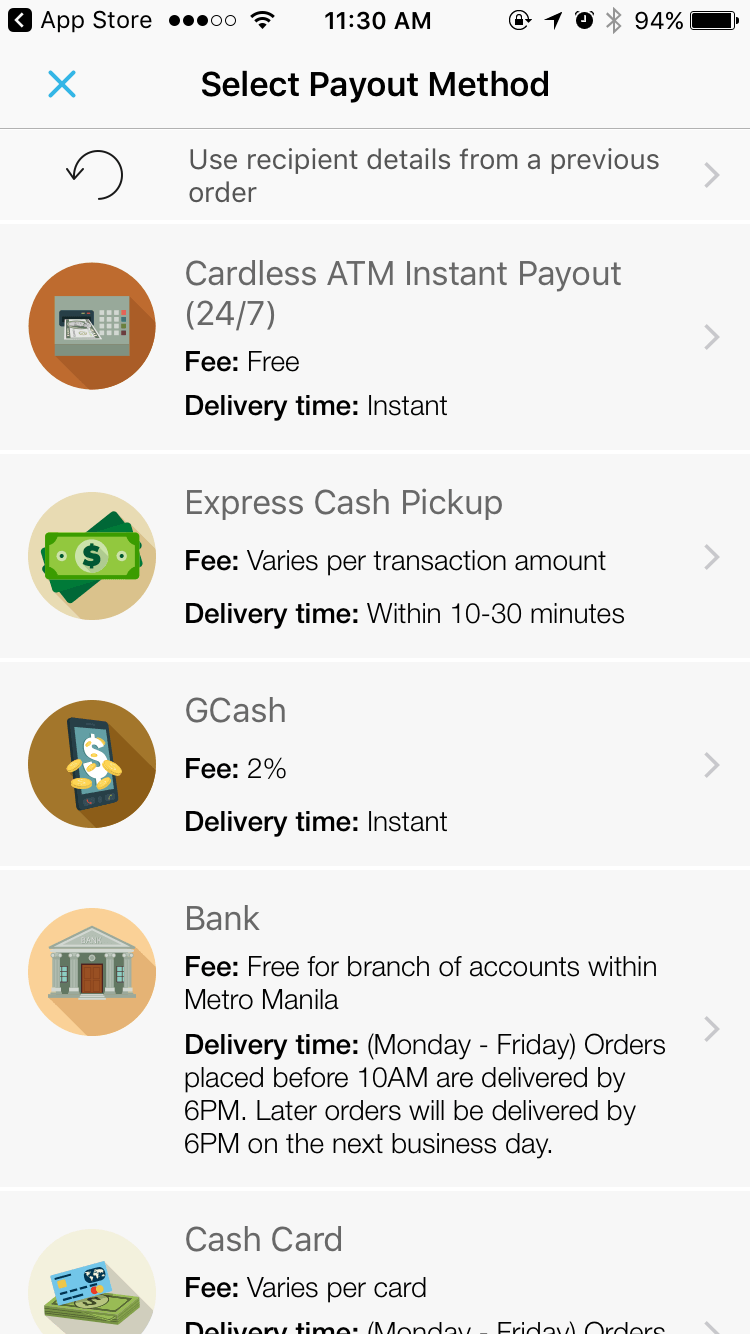 App Store 11:30 AM 94%
Select Payout Method
Use recipient details from a previous
order
Cardless ATM Instant Payout
(24/7)
Fee: Free
Delivery time: Instant
Express Cash Pickup
Fee: Varies per transaction amount
Delivery time: Within 10-30 minutes
GCash
Fee: 2%
Delivery time: Instant
BANK
Bank
Fee: Free for branch of accounts within
Metro Manila
Delivery time: (Monday - Friday) Orders
placed before 10AM are delivered by
6PM. Later orders will be delivered by
6PM on the next business day.
Cash Card
Fee: Varies per card
Delivery time: (Monday - Friday) Orders